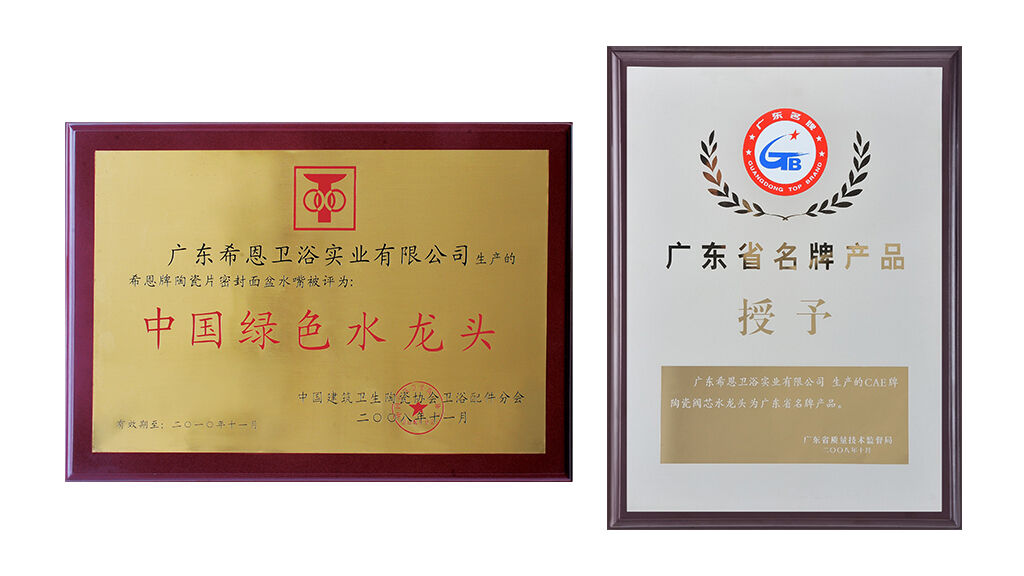 广东希恩卫浴实业有限公司生产的
希恩牌陶瓷片密封面盆水嘴被评为:
中国绿色水龙头
中国建筑卫生陶瓷协会卫浴配件分会
二〇〇八年十一月
有效期至:二〇一〇年十一月
广东名牌
GTB
GUANGDONG TOP BRAND
广东省名牌产品
授予
广东希恩卫浴实业有限公司 生产的CAE牌
陶瓷阀芯水龙头为广东省名牌产品。
广东省质量技术监督局
二〇〇八年十月